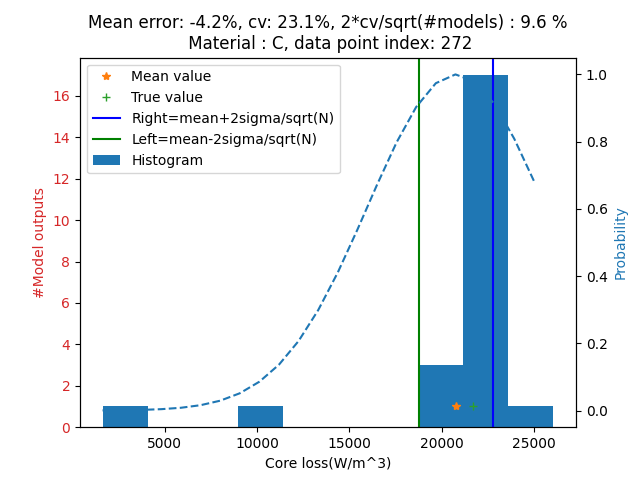 Mean error: -4.2%, cv: 23.1%, 2*cv/sqrt(#models) : 9.6 %
Material : C, data point index: 272
Mean value
True value
Right=mean+2sigma/sqrt(N)
Left=mean-2sigma/sqrt(N)
Histogram
#Model outputs
16
14
12
10
8
6
4
2
0
1.0
0.8
0.6
0.4
0.2
0.0
Probability
5000 10000 15000 20000 25000
Core loss(W/m^3)